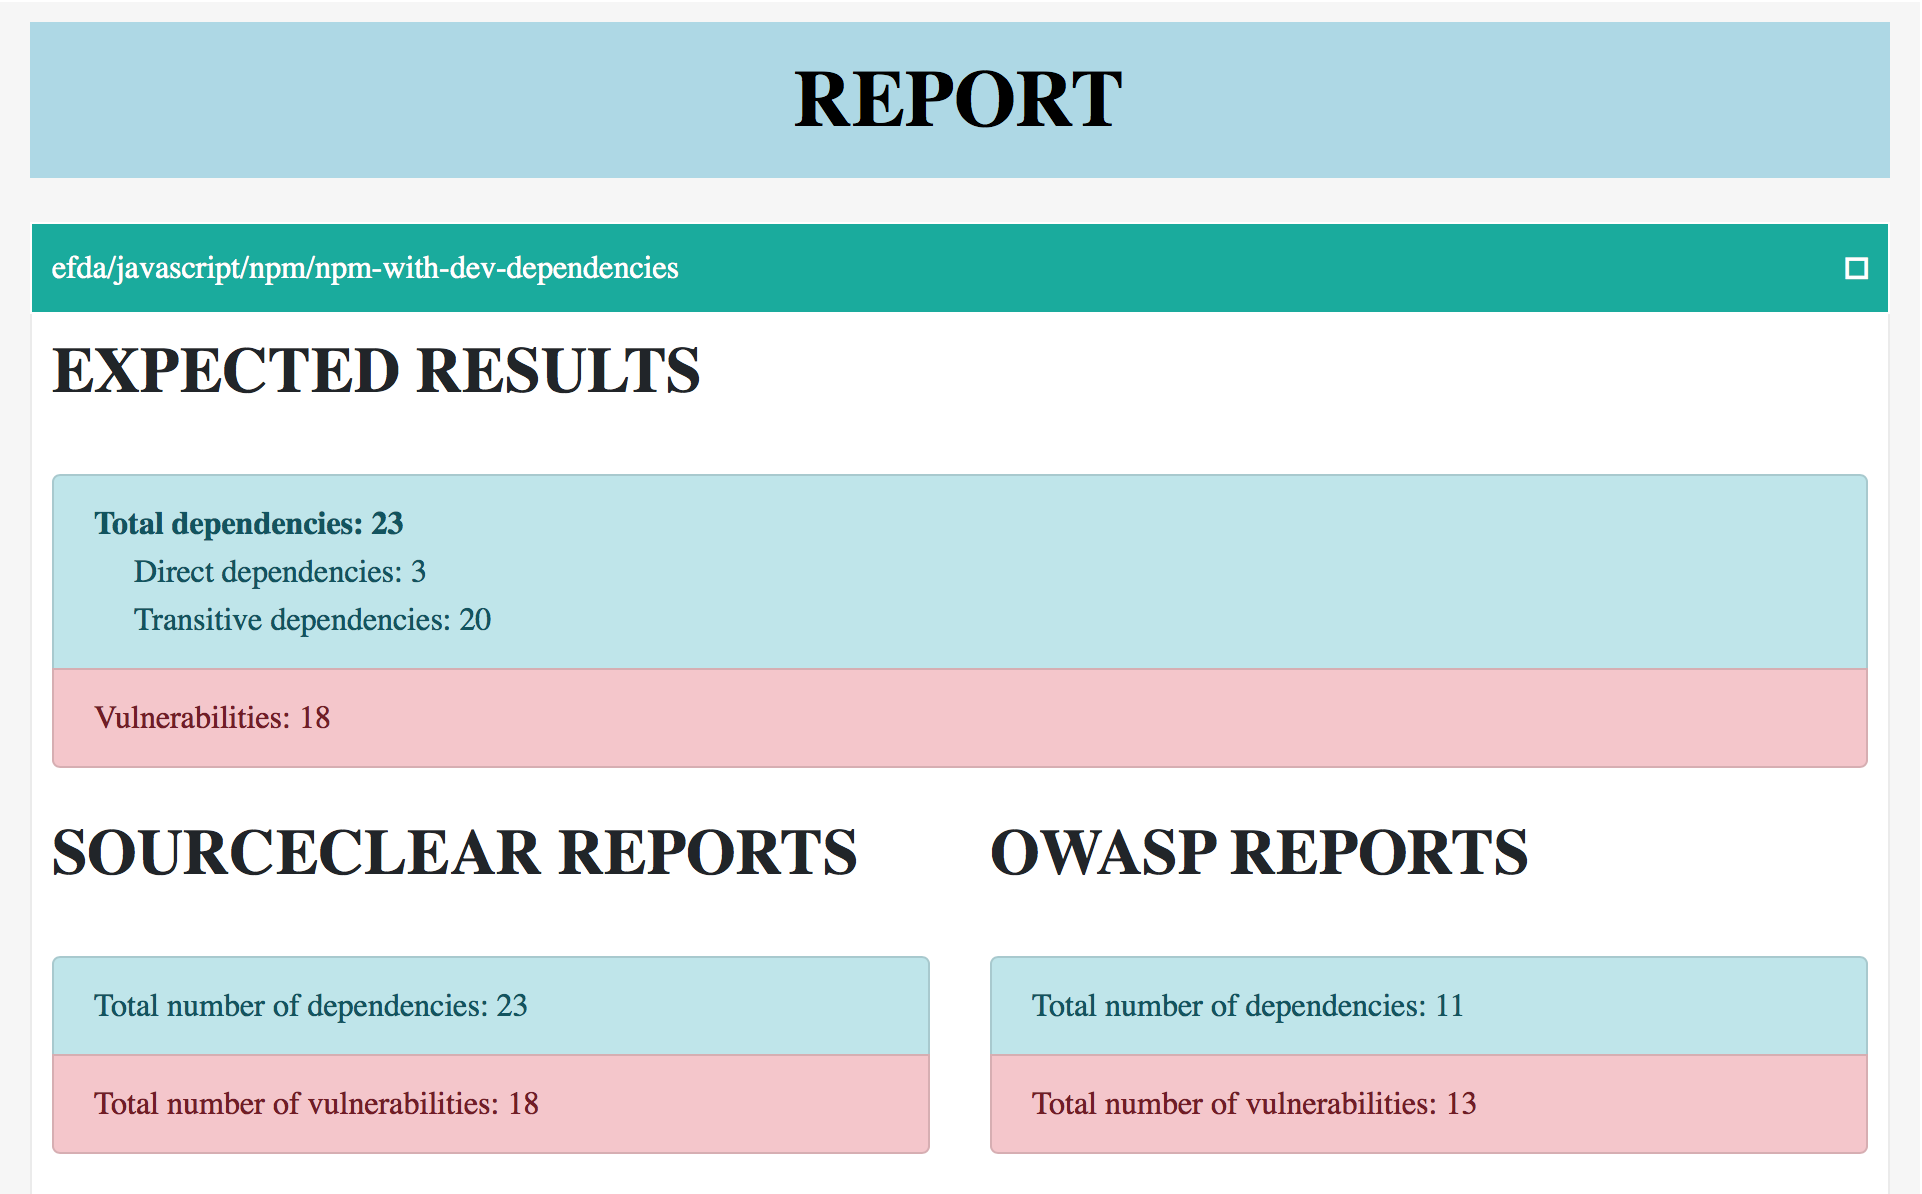 REPORT
efda/javascript/npm/npm-with-dev-dependencies
EXPECTED RESULTS
Total dependencies: 23
Direct dependencies: 3
Transitive dependencies: 20
Vulnerabilities: 18
SOURCECLEAR REPORTS
Total number of dependencies: 23
Total number of vulnerabilities: 18
OWASP REPORTS
Total number of dependencies: 11
Total number of vulnerabilities: 13